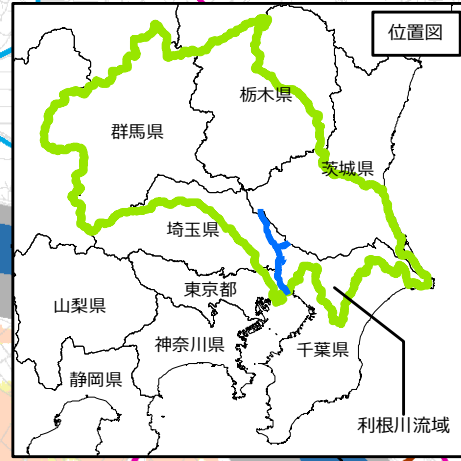 位置図
栃木県
群馬県
茨城県
埼玉県
東京都
山梨県
神奈川県
千葉県
静岡県
利根川流域